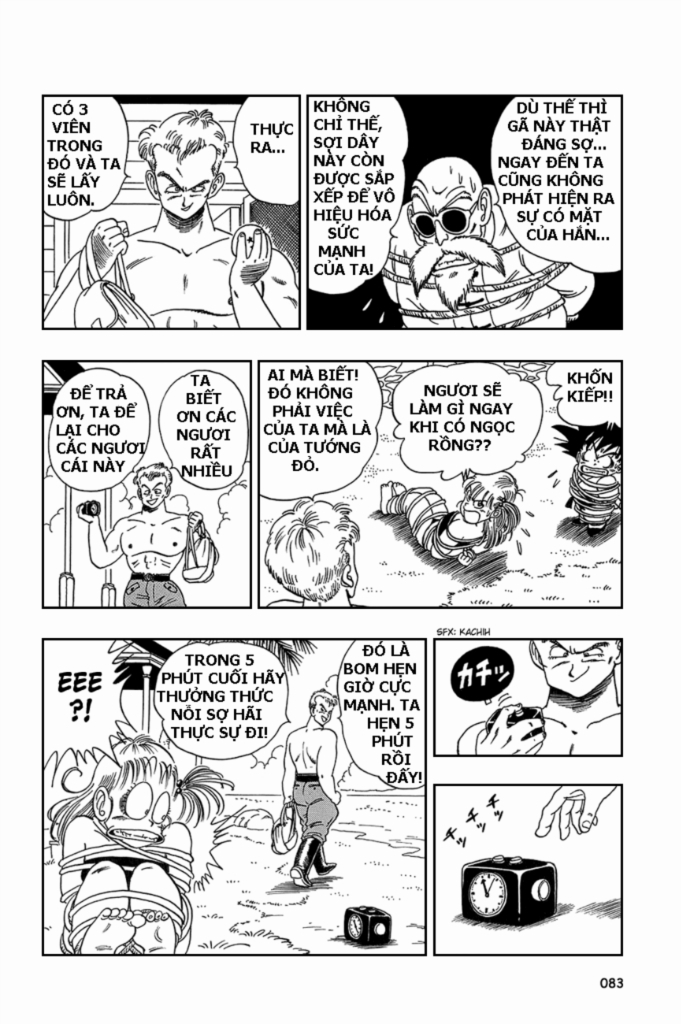 DÙ THẾ THÌ
GÃ NÀY THẬT
ĐÁNG SỢ...
NGAY ĐẾN TA
CŨNG KHÔNG
PHÁT HIỆN RA
SỰ CÓ MẶT
CỦA HẮN...
KHÔNG
CHỈ THẾ,
SỢI DÂY
NÀY CÒN
ĐƯỢC SẮP
XẾP ĐỂ VÔ
HIỆU HÓA
SỨC
MẠNH
CỦA TA!
THỰC
RA...
CÓ 3
VIÊN
TRONG
ĐÓ VÀ TA
SẼ LẤY
LUÔN.
KHỐN
KIẾP!!
NGƯƠI SẼ
LÀM GÌ NGAY
KHI CÓ NGỌC
RỒNG??
AI MÀ BIẾT!
ĐÓ KHÔNG
PHẢI VIỆC
CỦA TA MÀ LÀ
CỦA TƯỚNG
ĐỎ.
TA
BIẾT
ƠN CÁC
NGƯƠI
RẤT
NHIỀU
ĐỂ TRẢ
ƠN, TA ĐỂ
LẠI CHO
CÁC NGƯƠI
CÁI NÀY
SFX: KACHIH
カチッ
チッ
チッ
チッ
ĐÓ LÀ
BOM HẸN
GIỜ CỰC
MẠNH. TA
HẸN 5
PHÚT
RỒI
ĐẤY!
TRONG 5
PHÚT CUỐI HÃY
THƯỞNG THỨC
NỖI SỢ HÃI
THỰC SỰ ĐI!
EEE
?!
083